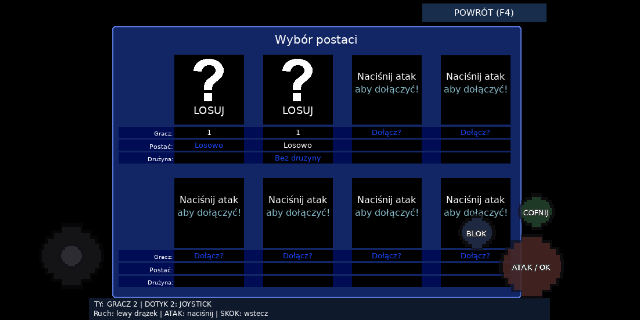 POWRÓT (F4)
Wybór postaci
?
?
Naciśnij atak
aby dołączyć!
Naciśnij atak
aby dołączyć!
LOSUJ
LOSUJ
Gracz: 1 1 Dołącz? Dołącz?
Postać: Losowo Losowo
Drużyna: Bez drużyny
Naciśnij atak
aby dołączyć!
Naciśnij atak
aby dołączyć!
Naciśnij atak
aby dołączyć!
Naciśnij atak
aby dołączyć!
COFNIJ
BLOK
Gracz: Dołącz? Dołącz? Dołącz? Dołącz?
ATAK / OK
Postać:
Drużyna:
TY: GRACZ 2 | DOTYK 2: JOYSTICK
Ruch: lewy drążek | ATAK: naciśnij | SKOK: wstecz